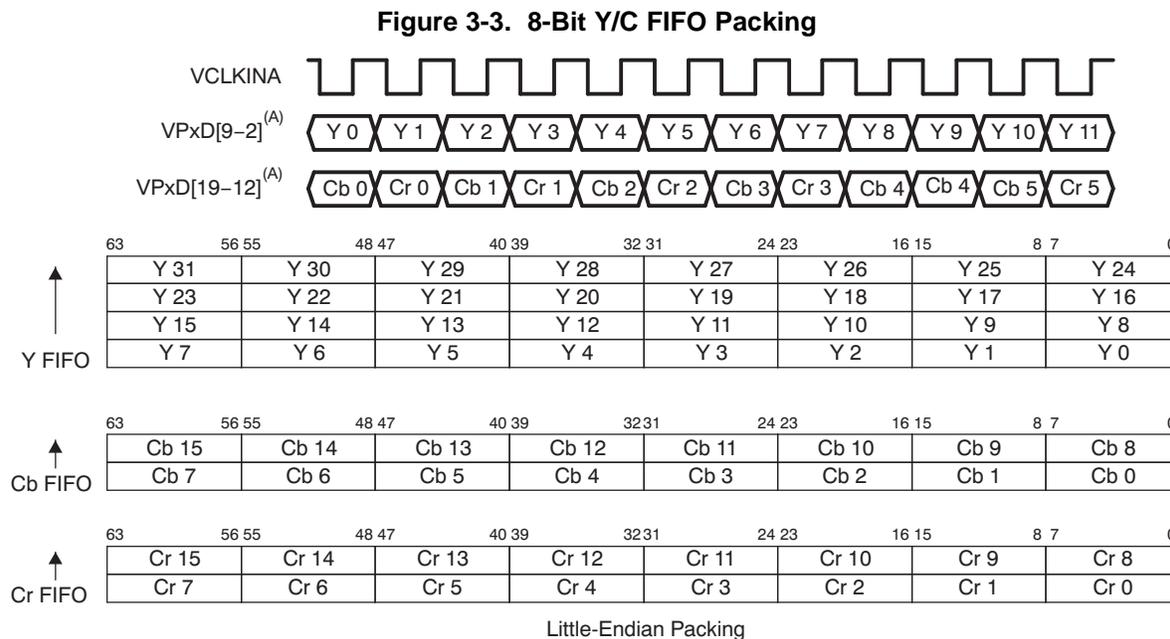 Figure 3-3. 8-Bit Y/C FIFO Packing
VCLKINA
VPxD[9−2](A) Y 0 Y 1 Y 2 Y 3 Y 4 Y 5 Y 6 Y 7 Y 8 Y 9 Y 10 Y 11
VPxD[19−12](A) Cb 0 Cr 0 Cb 1 Cr 1 Cb 2 Cr 2 Cb 3 Cr 3 Cb 4 Cb 4 Cb 5 Cr 5
63 56 55 48 47 40 39 32 31 24 23 16 15 8 7 0
Y 31 Y 30 Y 29 Y 28 Y 27 Y 26 Y 25 Y 24
Y 23 Y 22 Y 21 Y 20 Y 19 Y 18 Y 17 Y 16
Y 15 Y 14 Y 13 Y 12 Y 11 Y 10 Y 9 Y 8
Y FIFO Y 7 Y 6 Y 5 Y 4 Y 3 Y 2 Y 1 Y 0
63 56 55 48 47 40 39 32 31 24 23 16 15 8 7 0
Cb 15 Cb 14 Cb 13 Cb 12 Cb 11 Cb 10 Cb 9 Cb 8
Cb FIFO Cb 7 Cb 6 Cb 5 Cb 4 Cb 3 Cb 2 Cb 1 Cb 0
63 56 55 48 47 40 39 32 31 24 23 16 15 8 7 0
Cr 15 Cr 14 Cr 13 Cr 12 Cr 11 Cr 10 Cr 9 Cr 8
Cr FIFO Cr 7 Cr 6 Cr 5 Cr 4 Cr 3 Cr 2 Cr 1 Cr 0
Little-Endian Packing